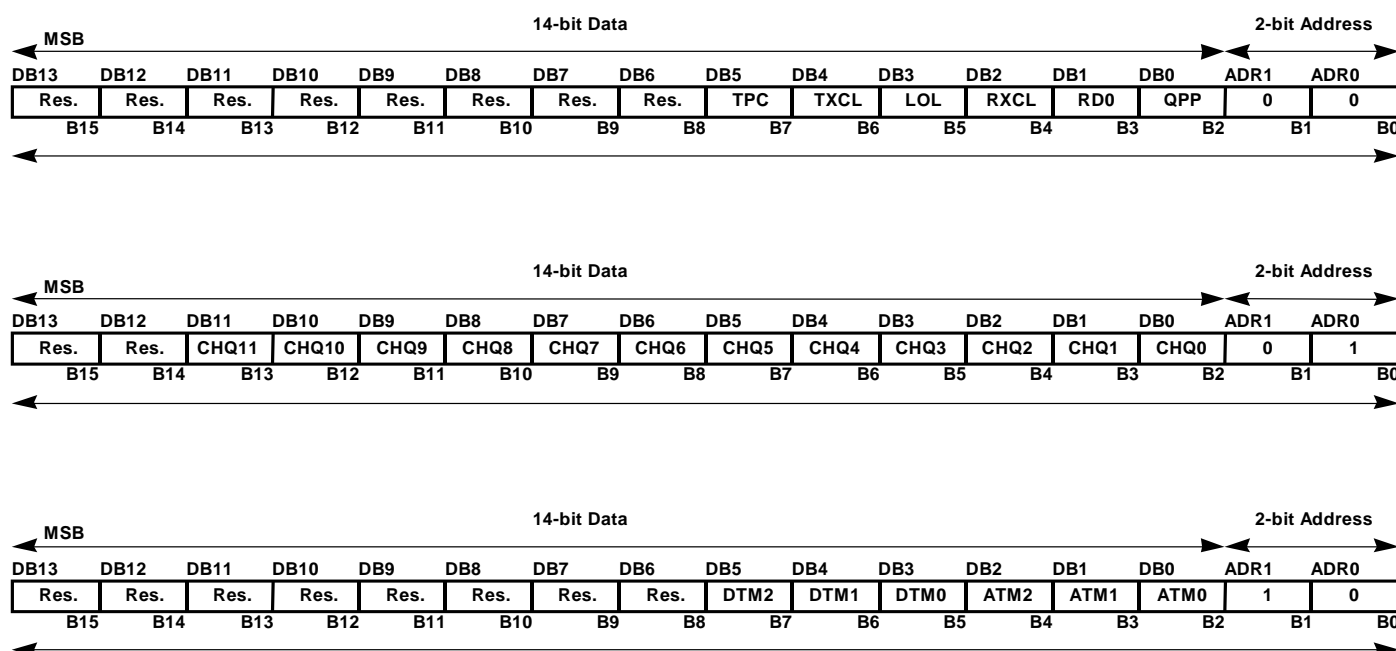 14-bit Data 2-bit Address
MSB
DB13 DB12 DB11 DB10 DB9 DB8 DB7 DB6 DB5 DB4 DB3 DB2 DB1 DB0 ADR1 ADR0
Res. Res. Res. Res. Res. Res. Res. Res. TPC TXCL LOL RXCL RD0 QPP 0 0
B15 B14 B13 B12 B11 B10 B9 B8 B7 B6 B5 B4 B3 B2 B1 B0
14-bit Data 2-bit Address
MSB
DB13 DB12 DB11 DB10 DB9 DB8 DB7 DB6 DB5 DB4 DB3 DB2 DB1 DB0 ADR1 ADR0
Res. Res. CHQ11 CHQ10 CHQ9 CHQ8 CHQ7 CHQ6 CHQ5 CHQ4 CHQ3 CHQ2 CHQ1 CHQ0 0 1
B15 B14 B13 B12 B11 B10 B9 B8 B7 B6 B5 B4 B3 B2 B1 B0
14-bit Data 2-bit Address
MSB
DB13 DB12 DB11 DB10 DB9 DB8 DB7 DB6 DB5 DB4 DB3 DB2 DB1 DB0 ADR1 ADR0
Res. Res. Res. Res. Res. Res. Res. Res. DTM2 DTM1 DTM0 ATM2 ATM1 ATM0 1 0
B15 B14 B13 B12 B11 B10 B9 B8 B7 B6 B5 B4 B3 B2 B1 B0